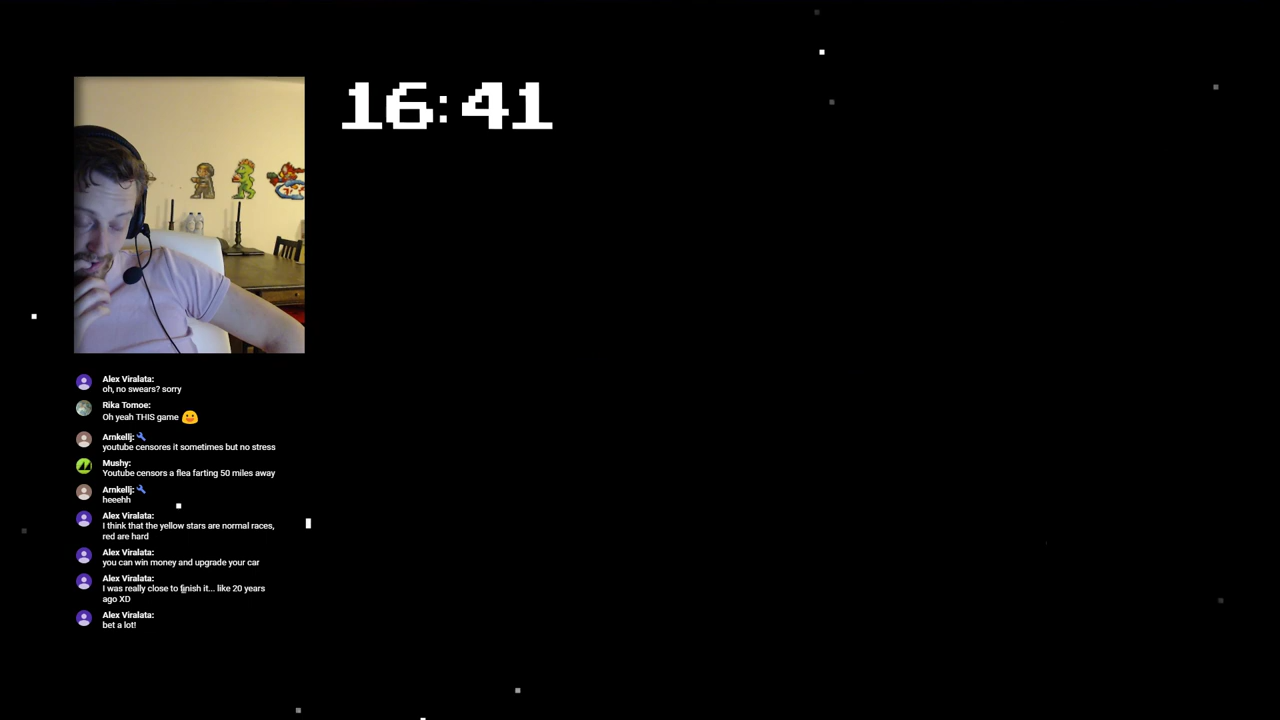 16:41
Alex Viralata:
oh, no swears? sorry
Rika Tomoe:
Oh yeah THIS game
Arnkellj:
youtube censores it sometimes but no stress
Mushy:
Youtube censors a flea farting 50 miles away
Arnkellj:
heeehh
Alex Viralata:
I think that the yellow stars are normal races,
red are hard
Alex Viralata:
you can win money and upgrade your car
Alex Viralata:
I was really close to finish it... like 20 years
ago XD
Alex Viralata:
bet a lot!